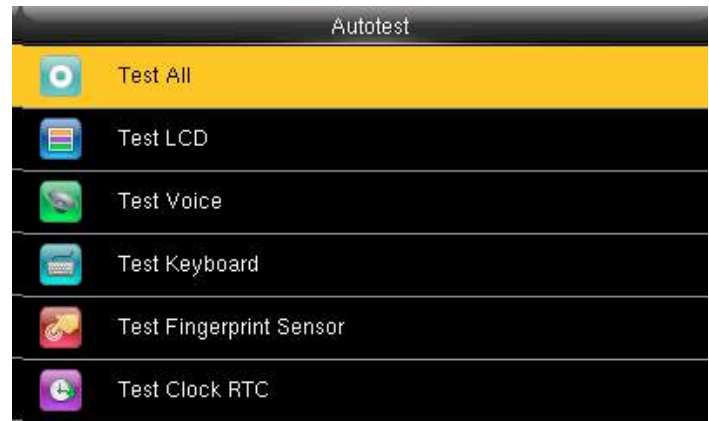 Autotest
Test All
Test LCD
Test Voice
Test Keyboard
Test Fingerprint Sensor
Test Clock RTC